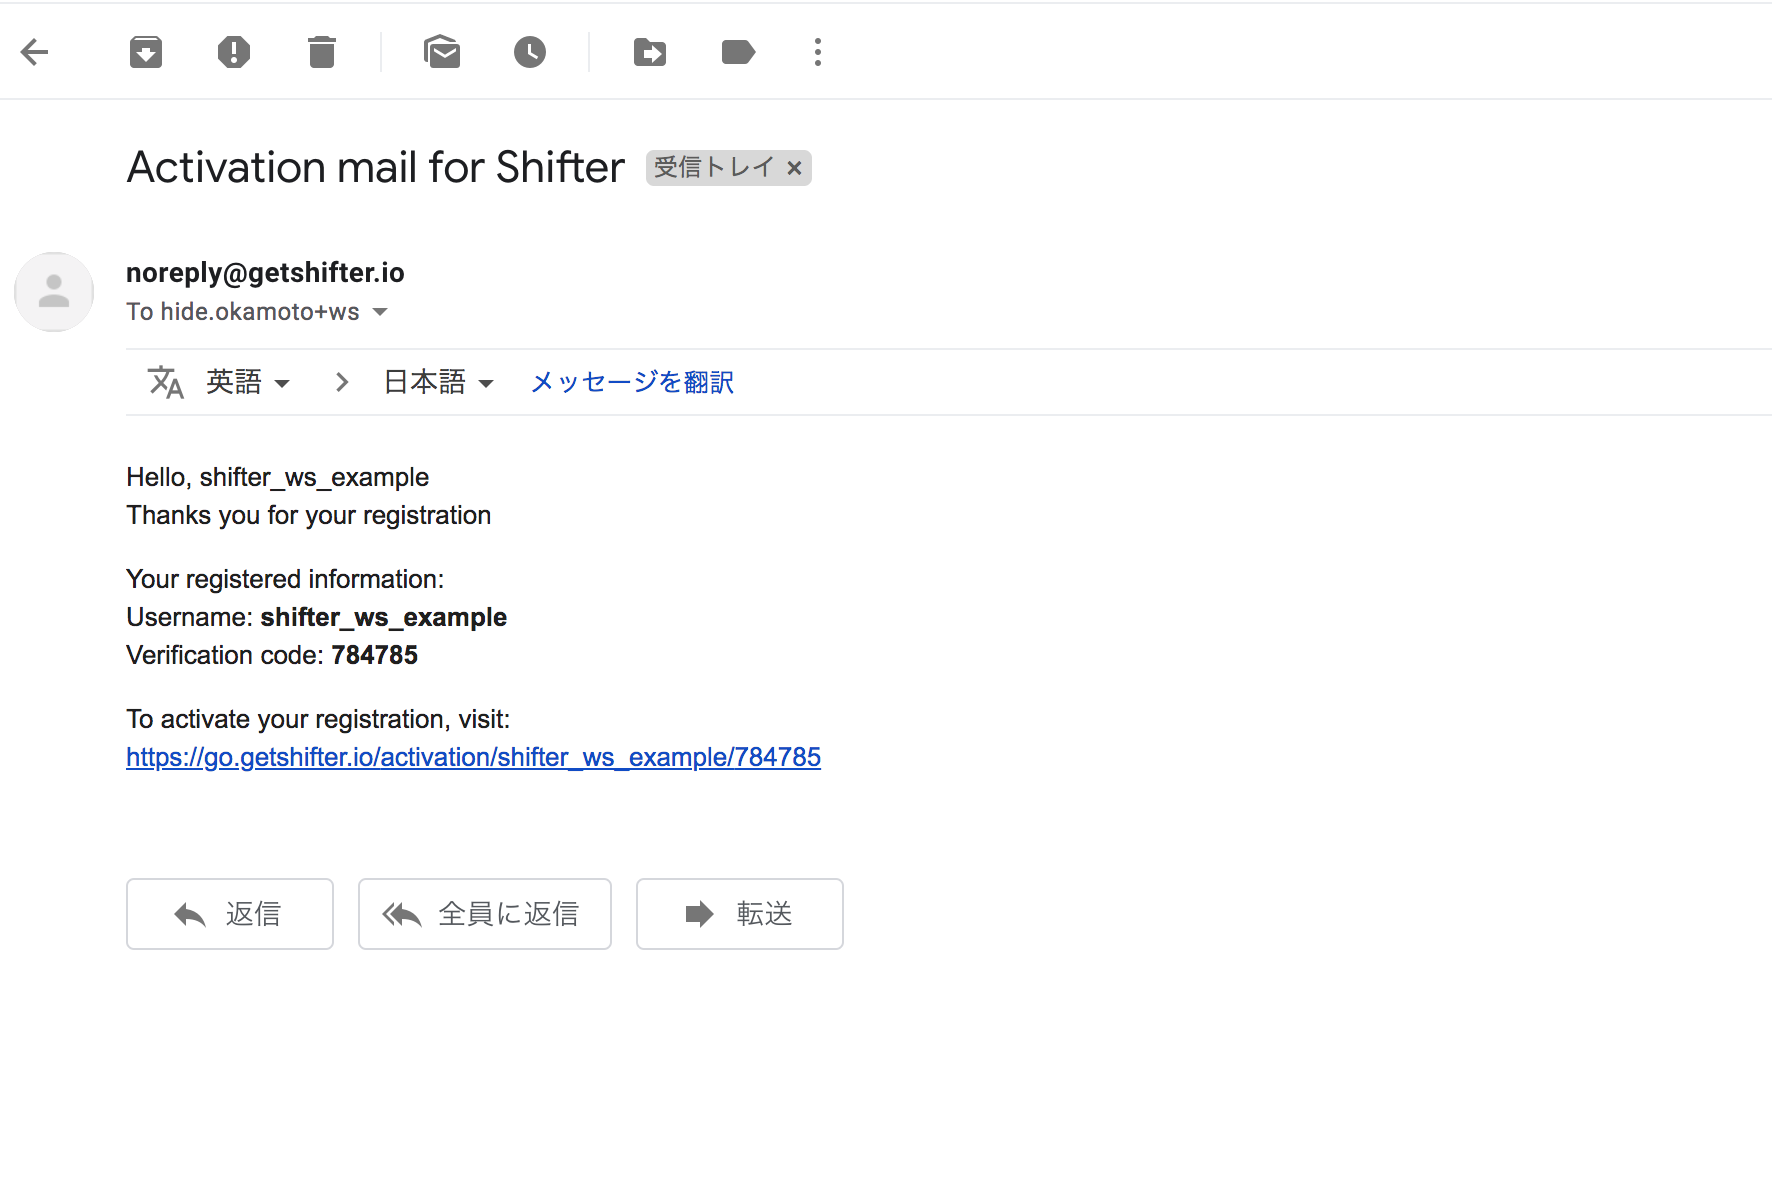 Activation mail for Shifter 受信トレイ ×
noreply@getshifter.io
To hide.okamoto+ws
英語 日本語 メッセージを翻訳
Hello, shifter_ws_example
Thanks you for your registration
Your registered information:
Username: shifter_ws_example
Verification code: 784785
To activate your registration, visit:
https://go.getshifter.io/activation/shifter_ws_example/784785
返信 全員に返信 転送